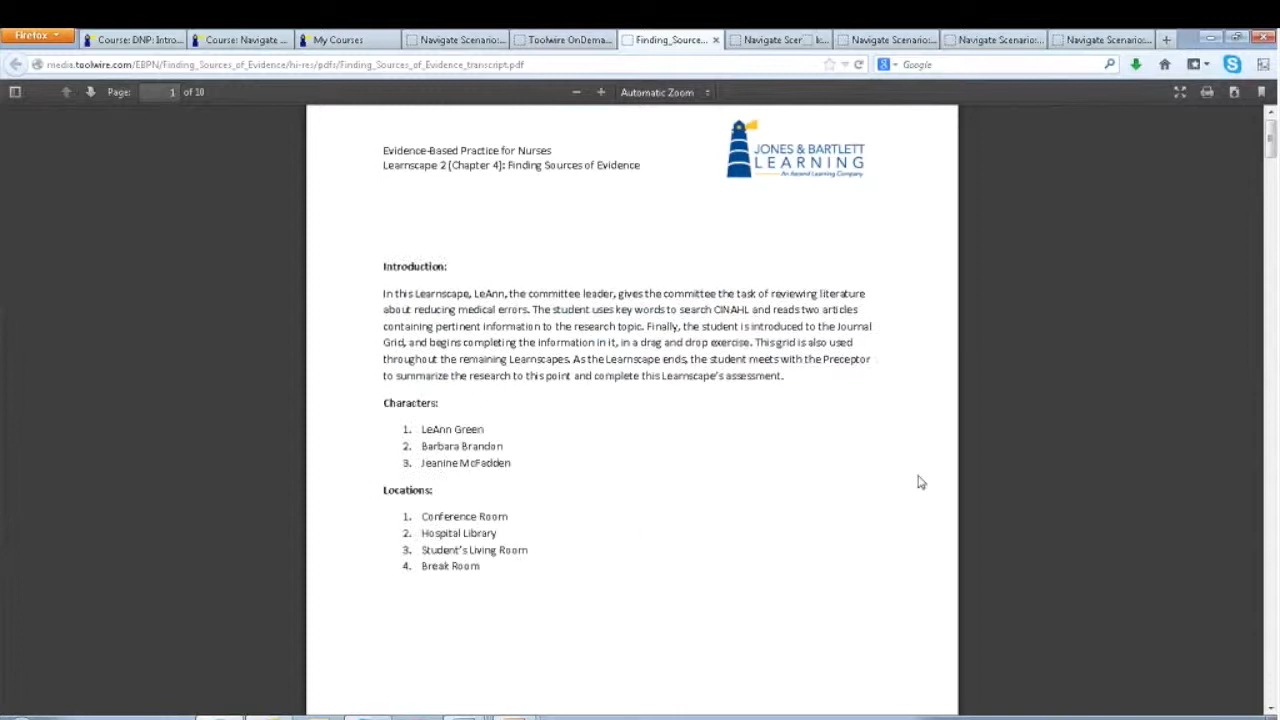 Firefox
Course: DNP: Intro...
Course: Navigate ...
My Courses
Navigate Scenario:...
Toolwire OnDema...
Finding_Source...
Navigate Scen
Navigate Scenario:...
Navigate Scenario:...
Navigate Scenario:...
media.toolwire.com/EBPN/Finding_Sources_of_Evidence/hi-res/pdfs/Finding_Sources_of_Evidence_transcript.pdf
Google
Page: 1 of 10
Automatic Zoom
Evidence-Based Practice for Nurses
Learnscape 2 (Chapter 4): Finding Sources of Evidence
JONES & BARTLETT
LEARNING
An Ascend Learning Company
Introduction:
In this Learnscape, LeAnn, the committee leader, gives the committee the task of reviewing literature
about reducing medical errors. The student uses key words to search CINAHL and reads two articles
containing pertinent information to the research topic. Finally, the student is introduced to the Journal
Grid, and begins completing the information in it, in a drag and drop exercise. This grid is also used
throughout the remaining Learnscapes. As the Learnscape ends, the student meets with the Preceptor
to summarize the research to this point and complete this Learnscape's assessment.
Characters:
1. LeAnn Green
2. Barbara Brandon
3. Jeanine McFadden
Locations:
1. Conference Room
2. Hospital Library
3. Student's Living Room
4. Break Room